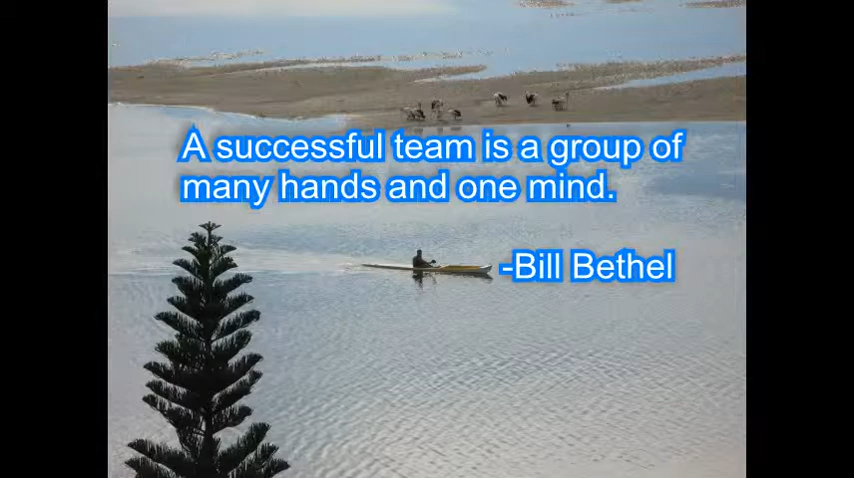 A successful team is a group of
many hands and one mind.
-Bill Bethel